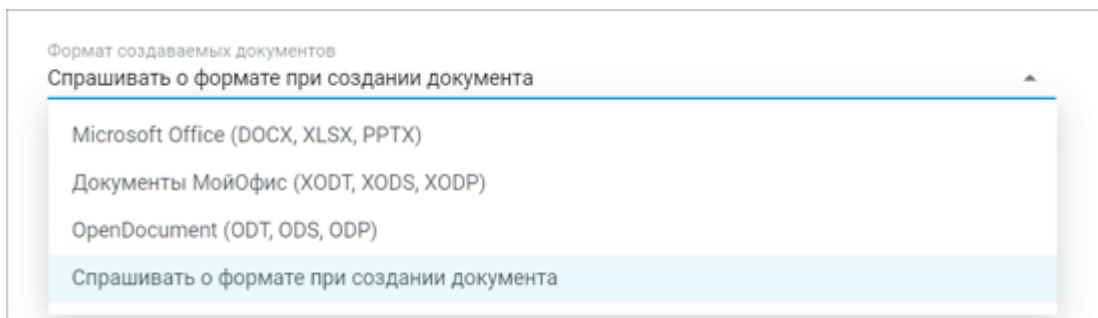 Формат создаваемых документов
Спрашивать о формате при создании документа
Microsoft Office (DOCX, XLSX, PPTX)
Документы МойОфис (XODT, XODS, XODP)
OpenDocument (ODT, ODS, ODP)
Спрашивать о формате при создании документа